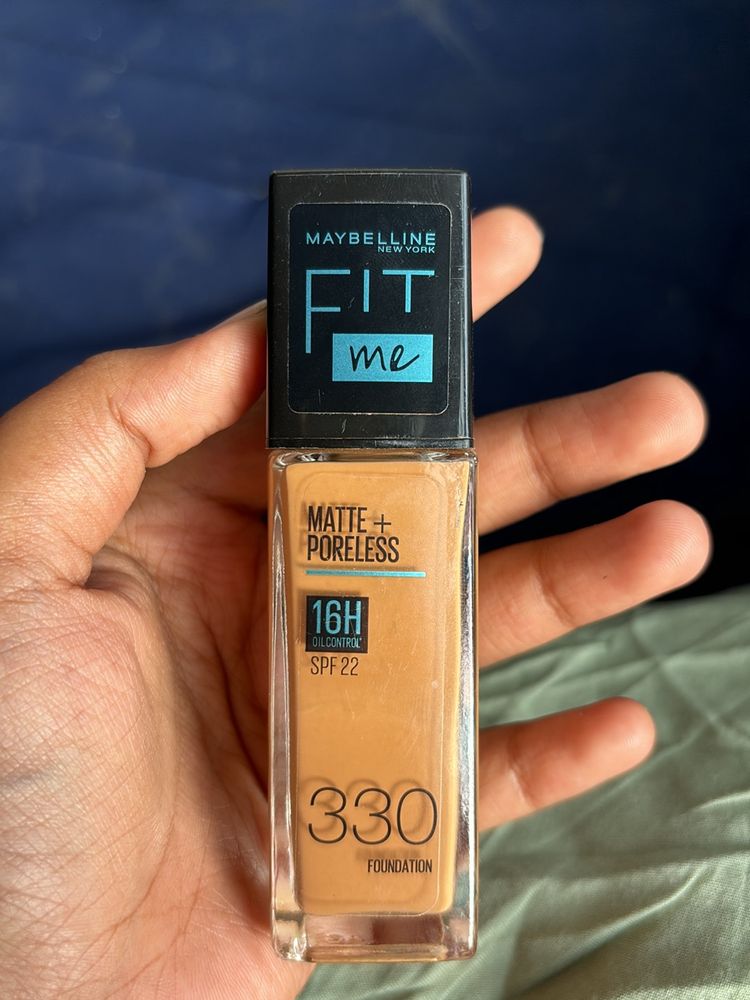 MAYBELLINE
NEW YORK
FIT
me
MATTE +
PORELESS
16H
OIL CONTROL*
SPF 22
330
FOUNDATION